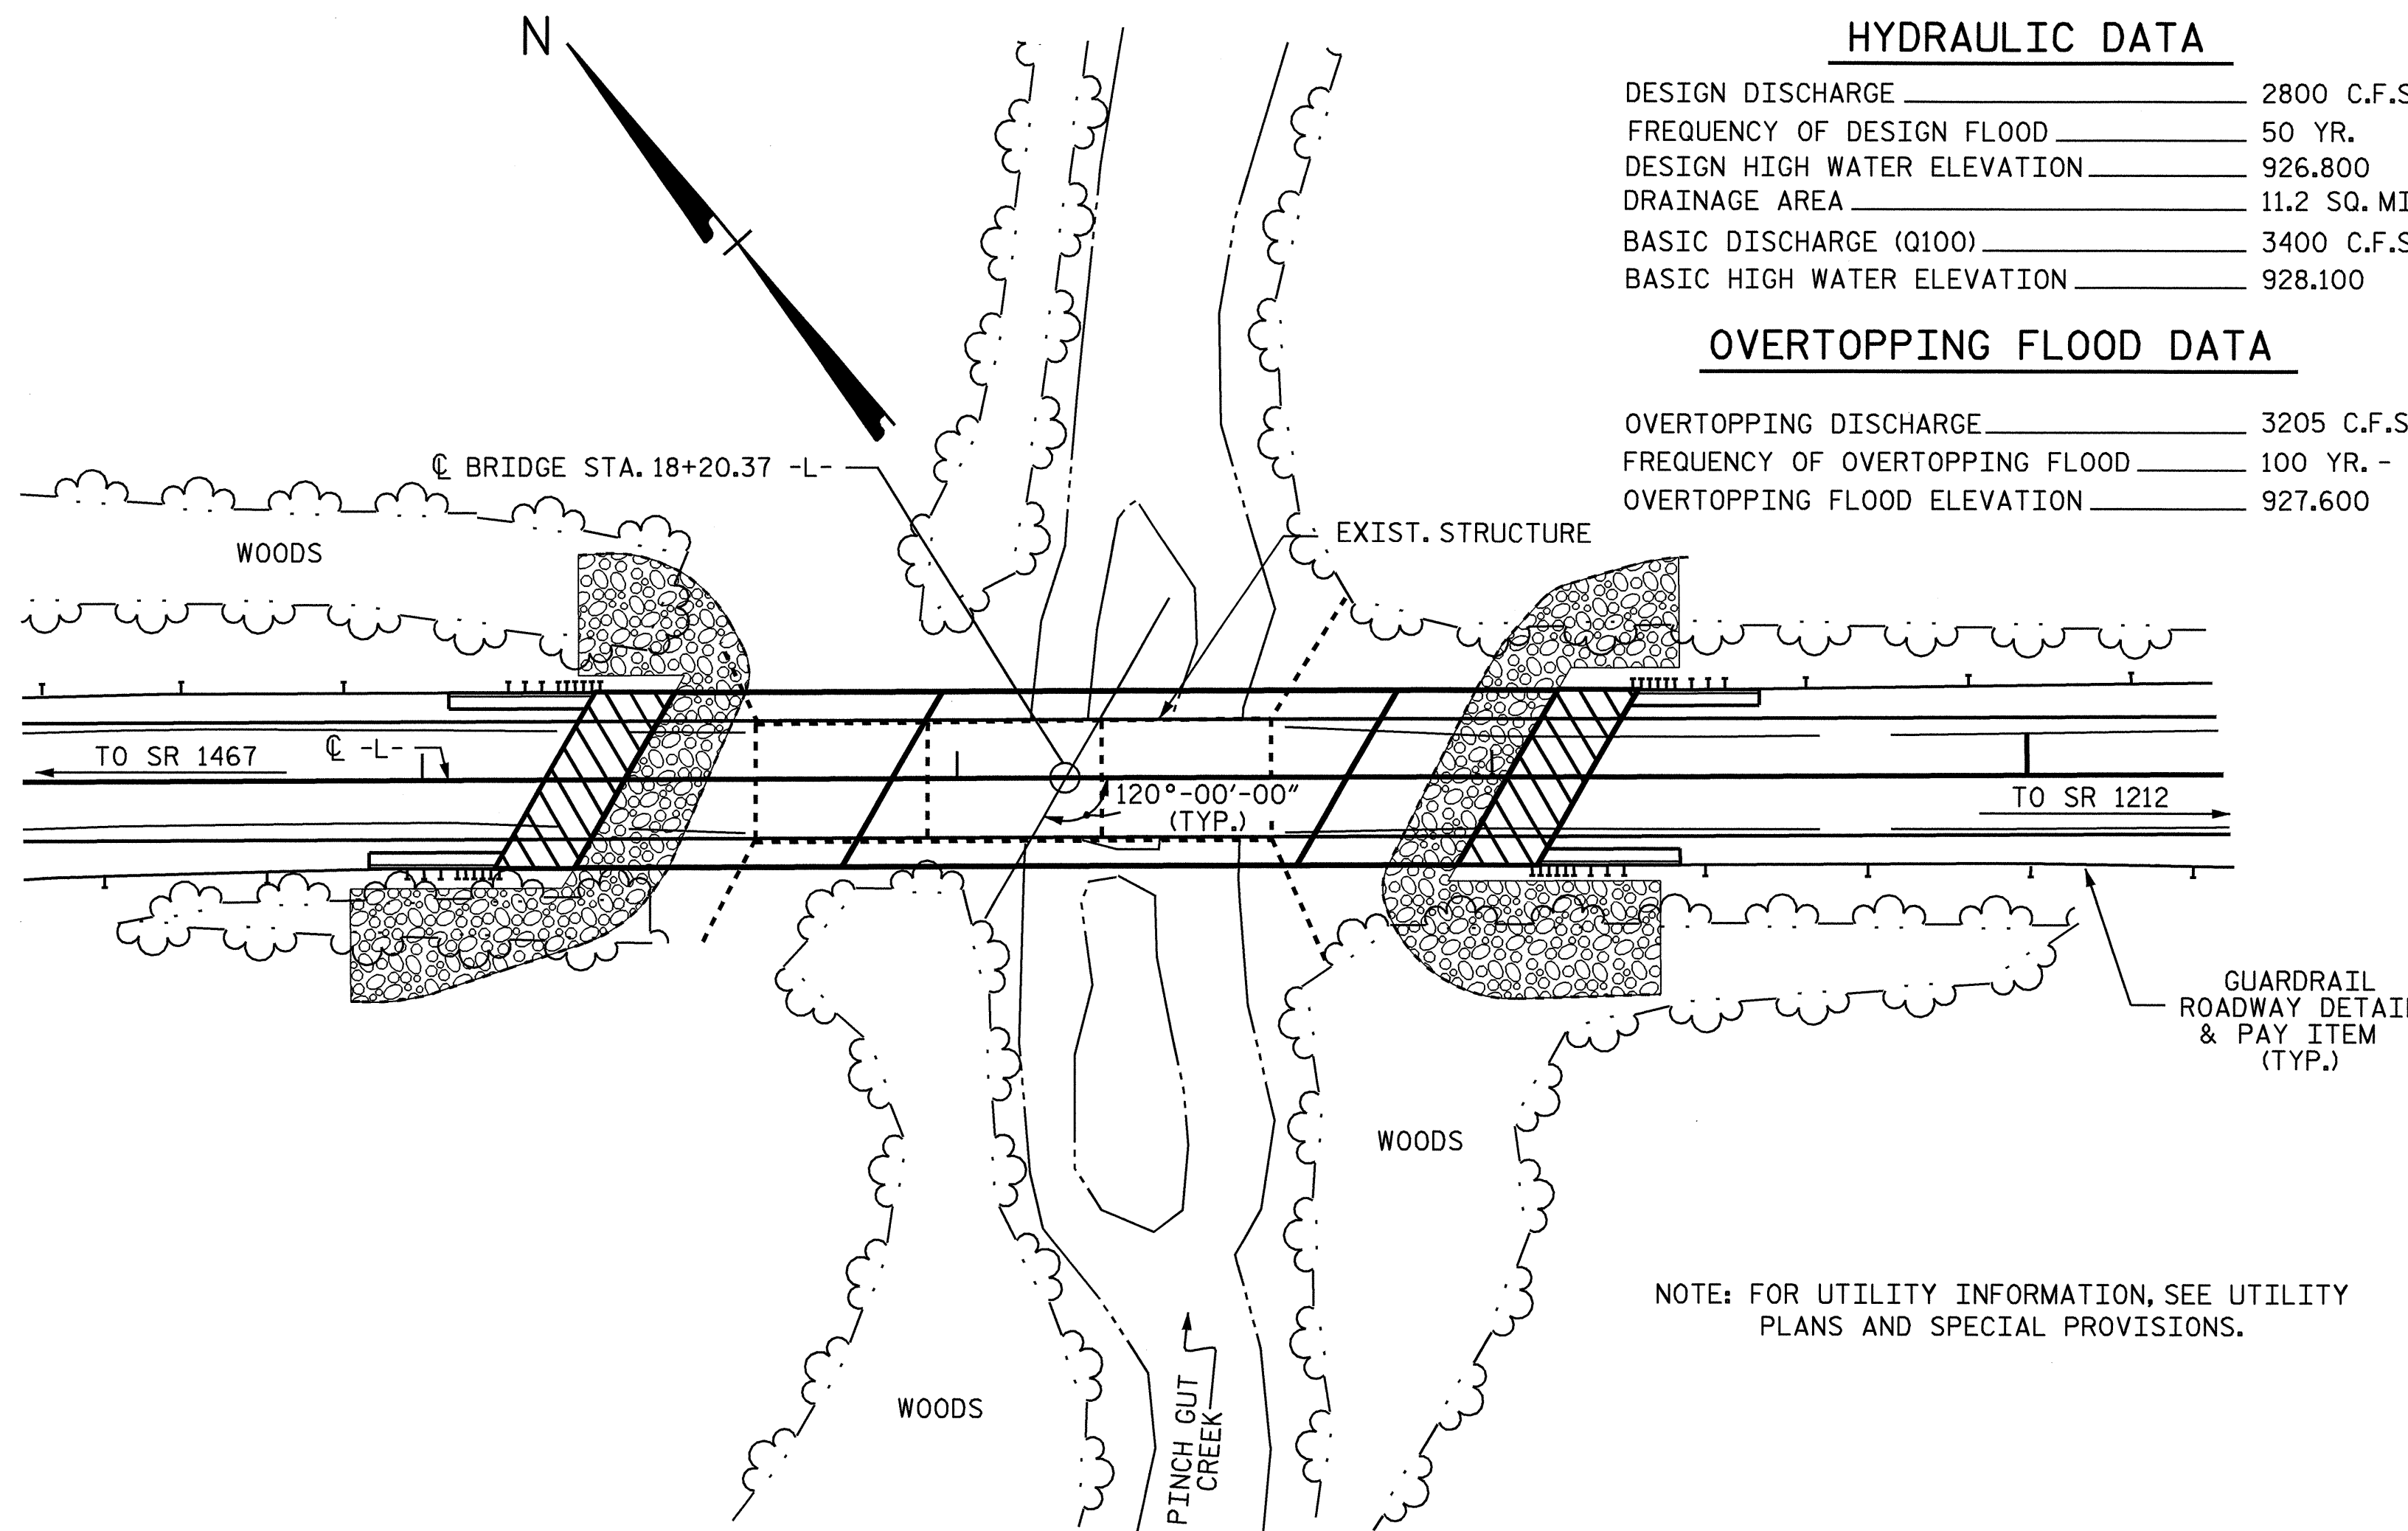 N
HYDRAULIC DATA
DESIGN DISCHARGE 2800 C.F.S
FREQUENCY OF DESIGN FLOOD 50 YR.
DESIGN HIGH WATER ELEVATION 926.800
DRAINAGE AREA 11.2 SQ. MI
BASIC DISCHARGE (Q100) 3400 C.F.S
BASIC HIGH WATER ELEVATION 928.100
OVERTOPPING FLOOD DATA
OVERTOPPING DISCHARGE 3205 C.F.S
FREQUENCY OF OVERTOPPING FLOOD 100 YR. -
OVERTOPPING FLOOD ELEVATION 927.600
℄ BRIDGE STA. 18+20.37 -L-
EXIST. STRUCTURE
WOODS
TO SR 1467
℄ -L-
120°-00'-00"
(TYP.)
TO SR 1212
GUARDRAIL
ROADWAY DETAI
& PAY ITEM
(TYP.)
WOODS
WOODS
PINCH GUT
CREEK
NOTE: FOR UTILITY INFORMATION, SEE UTILITY
PLANS AND SPECIAL PROVISIONS.